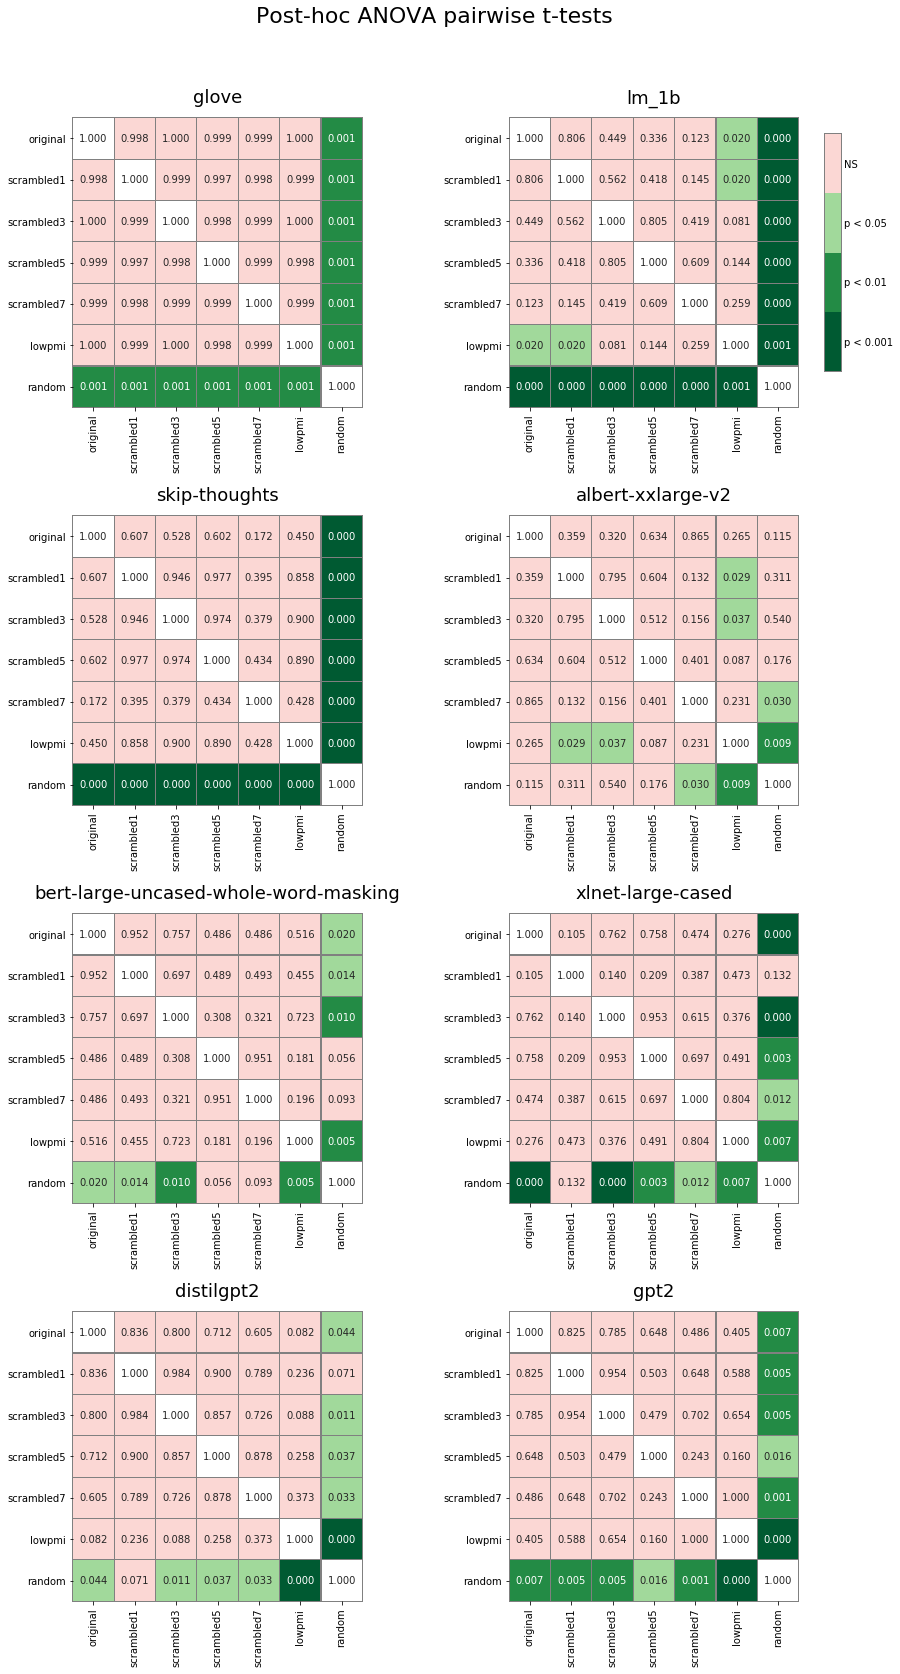 Post-hoc ANOVA pairwise t-tests
glove
original 1.000 0.998 1.000 0.999 0.999 1.000 0.001
scrambled1 0.998 1.000 0.999 0.997 0.998 0.999 0.001
scrambled3 1.000 0.999 1.000 0.998 0.999 1.000 0.001
scrambled5 0.999 0.997 0.998 1.000 0.999 0.998 0.001
scrambled7 0.999 0.998 0.999 0.999 1.000 0.999 0.001
lowpmi 1.000 0.999 1.000 0.998 0.999 1.000 0.001
random 0.001 0.001 0.001 0.001 0.001 0.001 1.000
original scrambled1 scrambled3 scrambled5 scrambled7 lowpmi random
lm_1b
original 1.000 0.806 0.449 0.336 0.123 0.020 0.000
scrambled1 0.806 1.000 0.562 0.418 0.145 0.020 0.000
scrambled3 0.449 0.562 1.000 0.805 0.419 0.081 0.000
scrambled5 0.336 0.418 0.805 1.000 0.609 0.144 0.000
scrambled7 0.123 0.145 0.419 0.609 1.000 0.259 0.000
lowpmi 0.020 0.020 0.081 0.144 0.259 1.000 0.001
random 0.000 0.000 0.000 0.000 0.000 0.001 1.000
original scrambled1 scrambled3 scrambled5 scrambled7 lowpmi random
NS
p < 0.05
p < 0.01
p < 0.001
skip-thoughts
original 1.000 0.607 0.528 0.602 0.172 0.450 0.000
scrambled1 0.607 1.000 0.946 0.977 0.395 0.858 0.000
scrambled3 0.528 0.946 1.000 0.974 0.379 0.900 0.000
scrambled5 0.602 0.977 0.974 1.000 0.434 0.890 0.000
scrambled7 0.172 0.395 0.379 0.434 1.000 0.428 0.000
lowpmi 0.450 0.858 0.900 0.890 0.428 1.000 0.000
random 0.000 0.000 0.000 0.000 0.000 0.000 1.000
original scrambled1 scrambled3 scrambled5 scrambled7 lowpmi random
albert-xxlarge-v2
original 1.000 0.359 0.320 0.634 0.865 0.265 0.115
scrambled1 0.359 1.000 0.795 0.604 0.132 0.029 0.311
scrambled3 0.320 0.795 1.000 0.512 0.156 0.037 0.540
scrambled5 0.634 0.604 0.512 1.000 0.401 0.087 0.176
scrambled7 0.865 0.132 0.156 0.401 1.000 0.231 0.030
lowpmi 0.265 0.029 0.037 0.087 0.231 1.000 0.009
random 0.115 0.311 0.540 0.176 0.030 0.009 1.000
original scrambled1 scrambled3 scrambled5 scrambled7 lowpmi random
bert-large-uncased-whole-word-masking
original 1.000 0.952 0.757 0.486 0.486 0.516 0.020
scrambled1 0.952 1.000 0.697 0.489 0.493 0.455 0.014
scrambled3 0.757 0.697 1.000 0.308 0.321 0.723 0.010
scrambled5 0.486 0.489 0.308 1.000 0.951 0.181 0.056
scrambled7 0.486 0.493 0.321 0.951 1.000 0.196 0.093
lowpmi 0.516 0.455 0.723 0.181 0.196 1.000 0.005
random 0.020 0.014 0.010 0.056 0.093 0.005 1.000
original scrambled1 scrambled3 scrambled5 scrambled7 lowpmi random
xlnet-large-cased
original 1.000 0.105 0.762 0.758 0.474 0.276 0.000
scrambled1 0.105 1.000 0.140 0.209 0.387 0.473 0.132
scrambled3 0.762 0.140 1.000 0.953 0.615 0.376 0.000
scrambled5 0.758 0.209 0.953 1.000 0.697 0.491 0.003
scrambled7 0.474 0.387 0.615 0.697 1.000 0.804 0.012
lowpmi 0.276 0.473 0.376 0.491 0.804 1.000 0.007
random 0.000 0.132 0.000 0.003 0.012 0.007 1.000
original scrambled1 scrambled3 scrambled5 scrambled7 lowpmi random
distilgpt2
original 1.000 0.836 0.800 0.712 0.605 0.082 0.044
scrambled1 0.836 1.000 0.984 0.900 0.789 0.236 0.071
scrambled3 0.800 0.984 1.000 0.857 0.726 0.088 0.011
scrambled5 0.712 0.900 0.857 1.000 0.878 0.258 0.037
scrambled7 0.605 0.789 0.726 0.878 1.000 0.373 0.033
lowpmi 0.082 0.236 0.088 0.258 0.373 1.000 0.000
random 0.044 0.071 0.011 0.037 0.033 0.000 1.000
original scrambled1 scrambled3 scrambled5 scrambled7 lowpmi random
gpt2
original 1.000 0.825 0.785 0.648 0.486 0.405 0.007
scrambled1 0.825 1.000 0.954 0.503 0.648 0.588 0.005
scrambled3 0.785 0.954 1.000 0.479 0.702 0.654 0.005
scrambled5 0.648 0.503 0.479 1.000 0.243 0.160 0.016
scrambled7 0.486 0.648 0.702 0.243 1.000 1.000 0.001
lowpmi 0.405 0.588 0.654 0.160 1.000 1.000 0.000
random 0.007 0.005 0.005 0.016 0.001 0.000 1.000
original scrambled1 scrambled3 scrambled5 scrambled7 lowpmi random